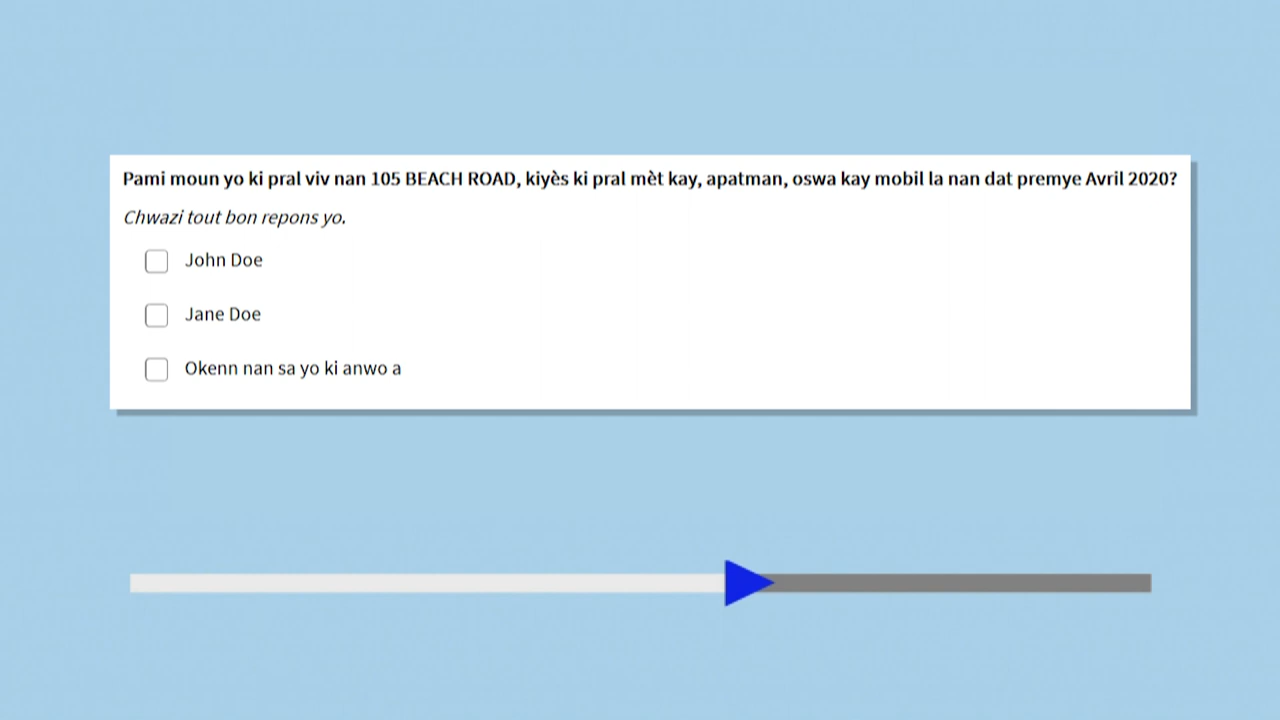 Pami moun yo ki pral viv nan 105 BEACH ROAD, kiyès ki pral mèt kay, apatman, oswa kay mobil la nan dat premye Avril 2020?
Chwazi tout bon repons yo.
John Doe
Jane Doe
Okenn nan sa yo ki anwo a